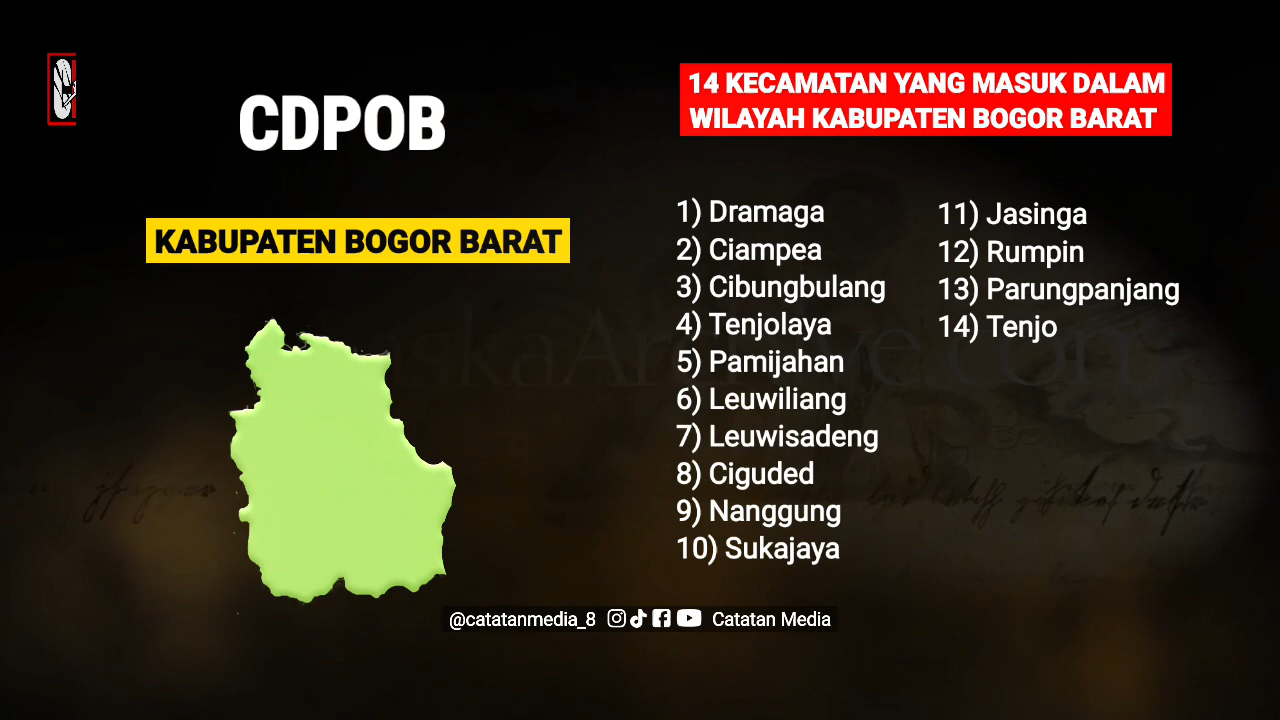 CDPOB
KABUPATEN BOGOR BARAT
14 KECAMATAN YANG MASUK DALAM
WILAYAH KABUPATEN BOGOR BARAT
1) Dramaga
2) Ciampea
3) Cibungbulang
4) Tenjolaya
5) Pamijahan
6) Leuwiliang
7) Leuwisadeng
8) Ciguded
9) Nanggung
10) Sukajaya
11) Jasinga
12) Rumpin
13) Parungpanjang
14) Tenjo
@catatanmedia_8 Catatan Media